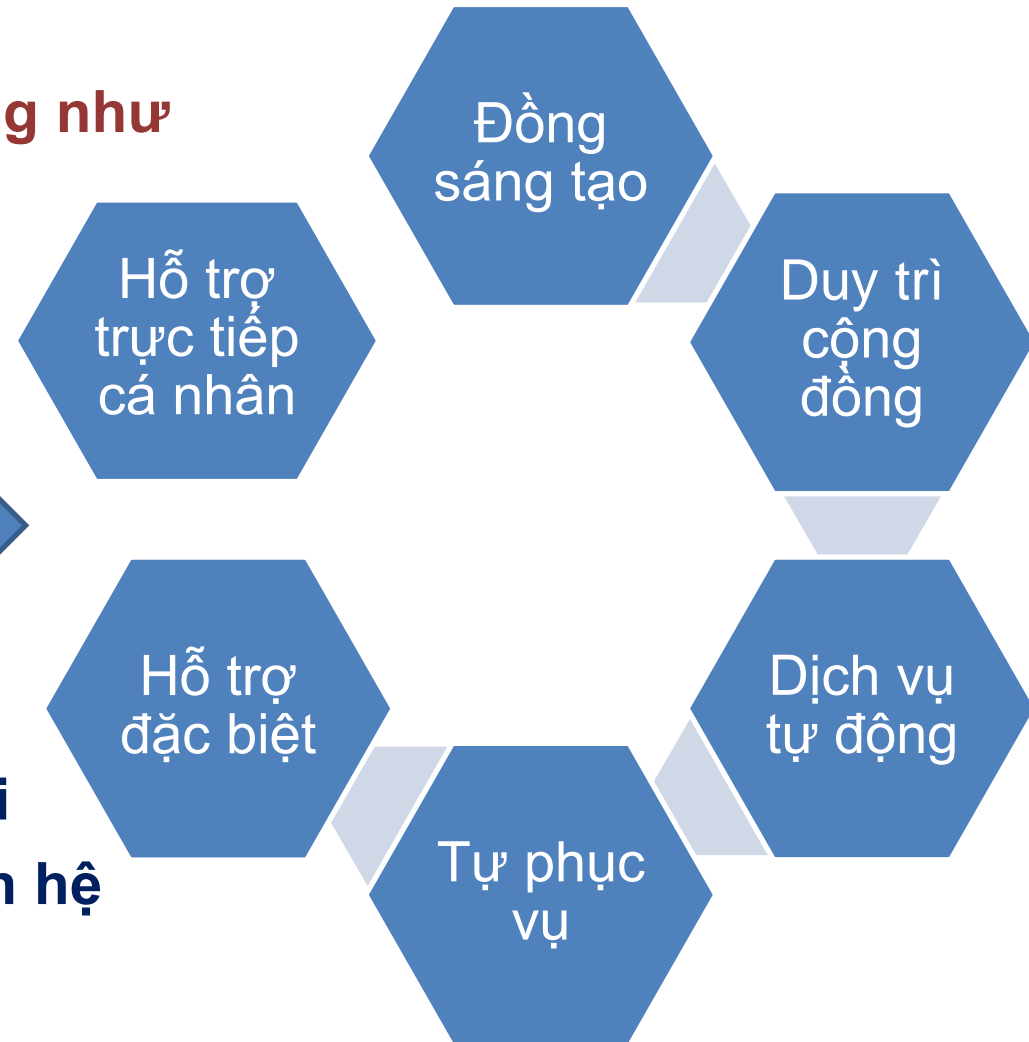 g như
Đồng
sáng tạo
Hỗ trợ
trực tiếp
cá nhân
Duy trì
cộng
đồng
Hỗ trợ
đặc biệt
Dịch vụ
tự động
i
n hệ
Tự phục
vụ